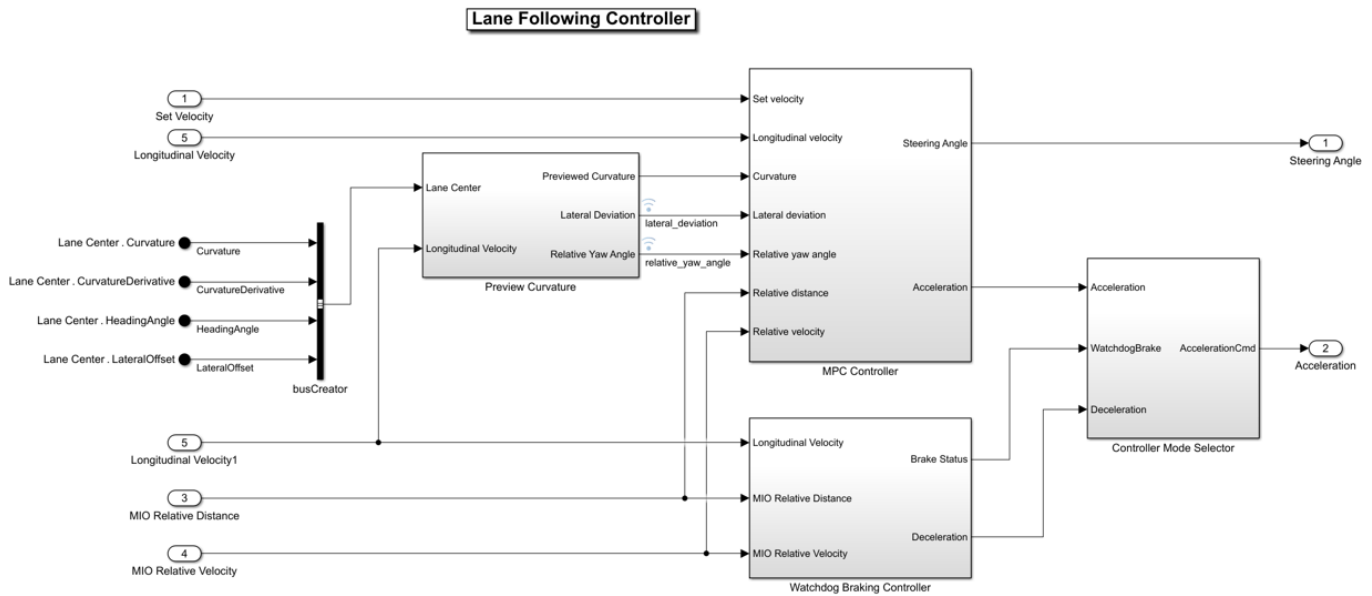 Lane Following Controller
1
Set Velocity
5
Longitudinal Velocity
Lane Center . Curvature
Curvature
Lane Center . CurvatureDerivative
CurvatureDerivative
Lane Center . HeadingAngle
HeadingAngle
Lane Center . LateralOffset
LateralOffset
busCreator
5
Longitudinal Velocity1
3
MIO Relative Distance
4
MIO Relative Velocity
Lane Center
Longitudinal Velocity
Previewed Curvature
Lateral Deviation
Relative Yaw Angle
Preview Curvature
lateral_deviation
relative_yaw_angle
Set velocity
Longitudinal velocity
Curvature
Lateral deviation
Relative yaw angle
Relative distance
Relative velocity
Steering Angle
Acceleration
MPC Controller
Longitudinal Velocity
MIO Relative Distance
MIO Relative Velocity
Brake Status
Deceleration
Watchdog Braking Controller
Acceleration
WatchdogBrake
Deceleration
AccelerationCmd
Controller Mode Selector
1
Steering Angle
2
Acceleration